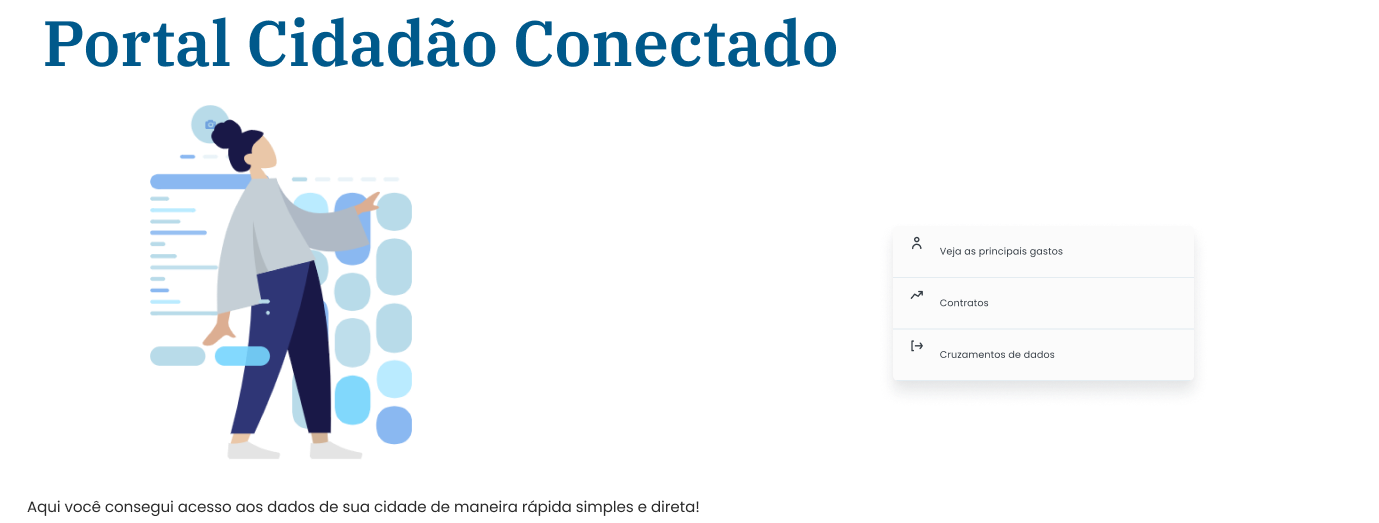 Portal Cidadão Conectado
Veja as principais gastos
Contratos
Cruzamentos de dados
Aqui você consegui acesso aos dados de sua cidade de maneira rápida simples e direta!